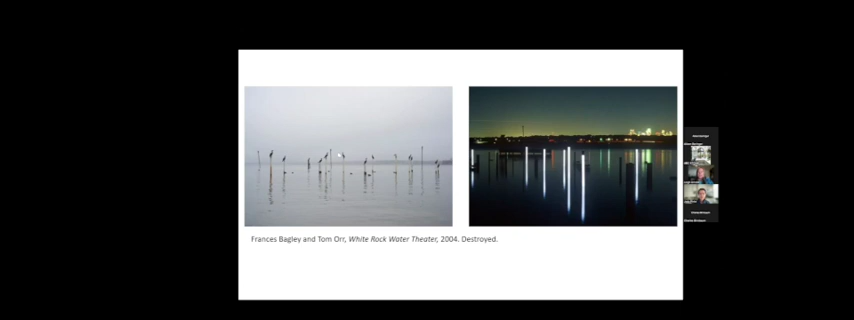 Frances Bagley and Tom Orr, White Rock Water Theater, 2004. Destroyed.